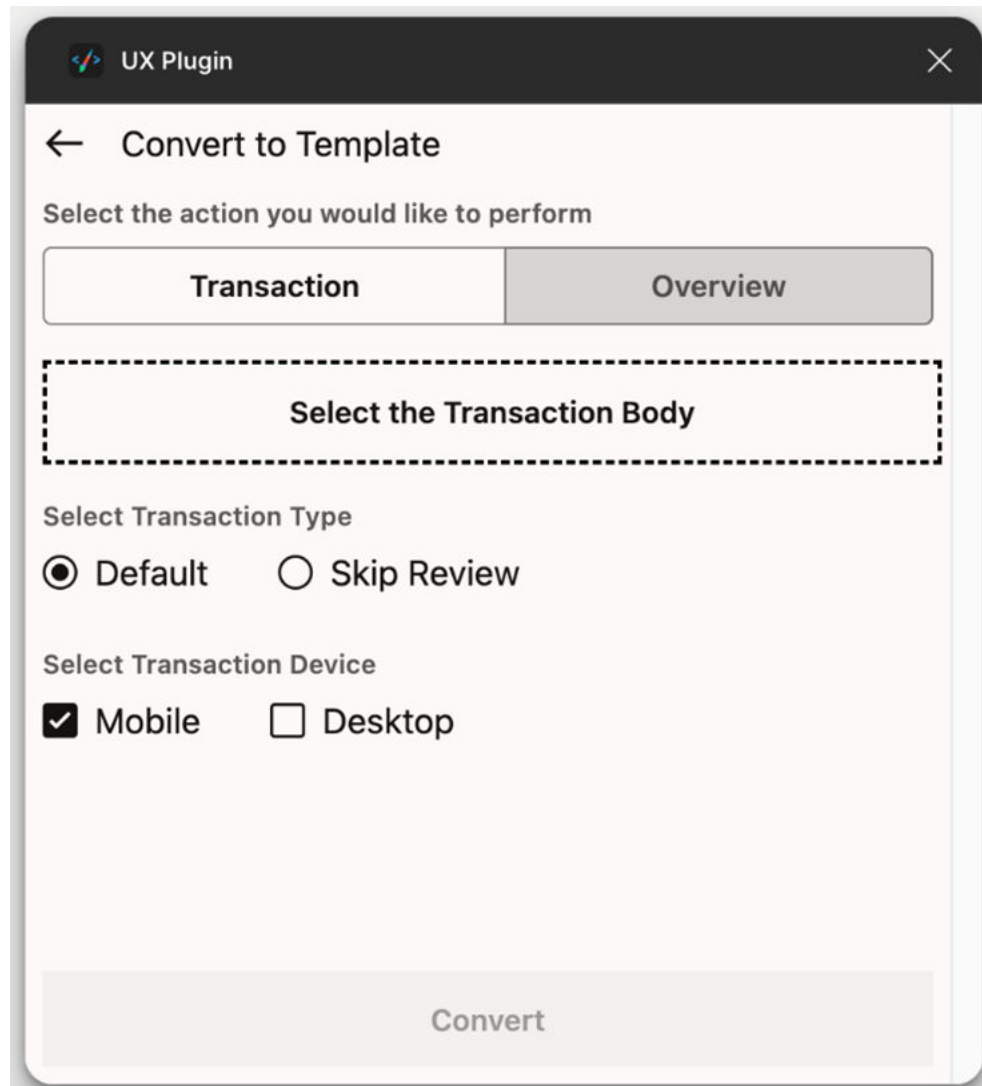 UX Plugin
Convert to Template
Select the action you would like to perform
Transaction Overview
Select the Transaction Body
Select Transaction Type
Default Skip Review
Select Transaction Device
Mobile Desktop
Convert